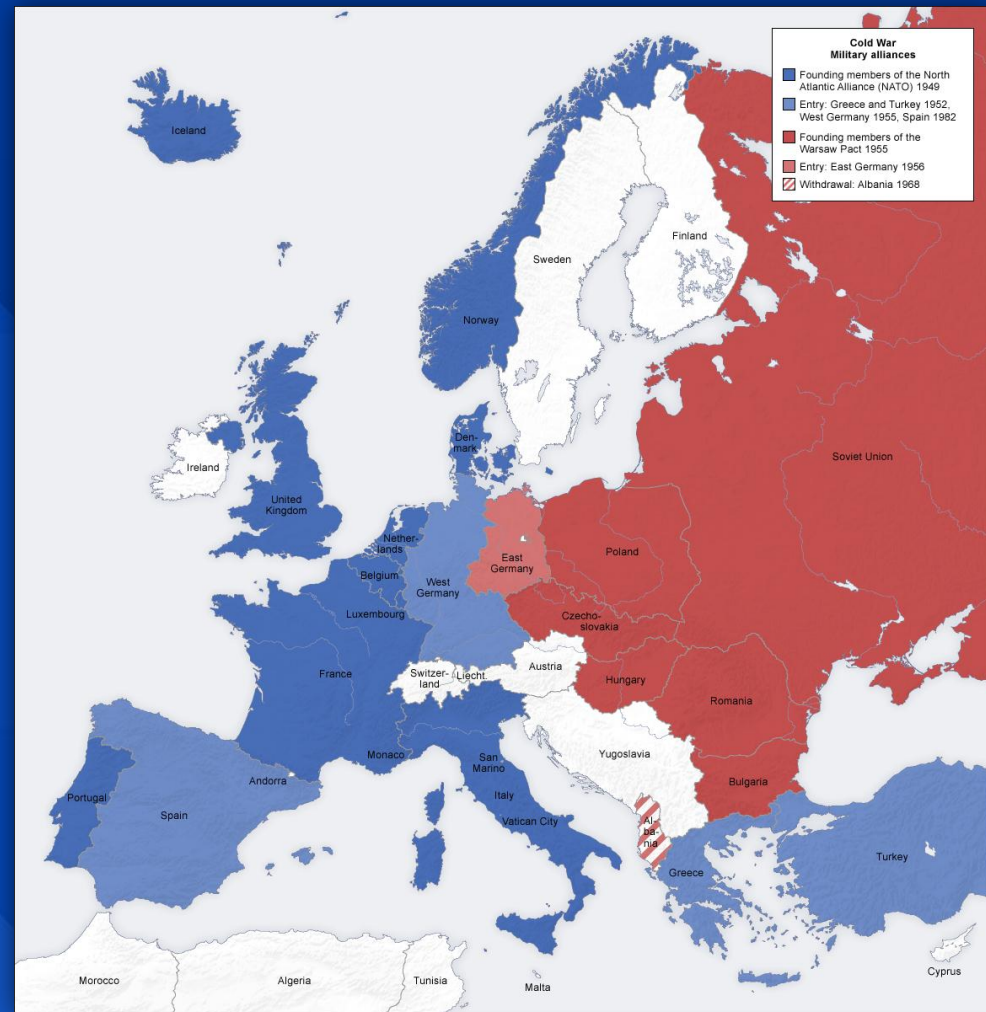 Cold War
Military alliances
Founding members of the North
Atlantic Alliance (NATO) 1949
Entry: Greece and Turkey 1952,
West Germany 1955, Spain 1982
Founding members of the
Warsaw Pact 1955
Entry: East Germany 1956
Withdrawal: Albania 1968
Iceland
Finland
Sweden
Norway
Den-
mark
Soviet Union
Ireland
United
Kingdom
Nether-
lands
Poland
East
Germany
Belgium
West
Germany
Luxembourg
Czecho-
slovakia
Austria
France
Switzer-
land
Liecht.
Hungary
Romania
Yugoslavia
Monaco
San
Marino
Andorra
Bulgaria
Portugal
Italy
Spain
Vatican City
Al-
ba-
nia
Turkey
Greece
Cyprus
Morocco
Algeria
Tunisia
Malta